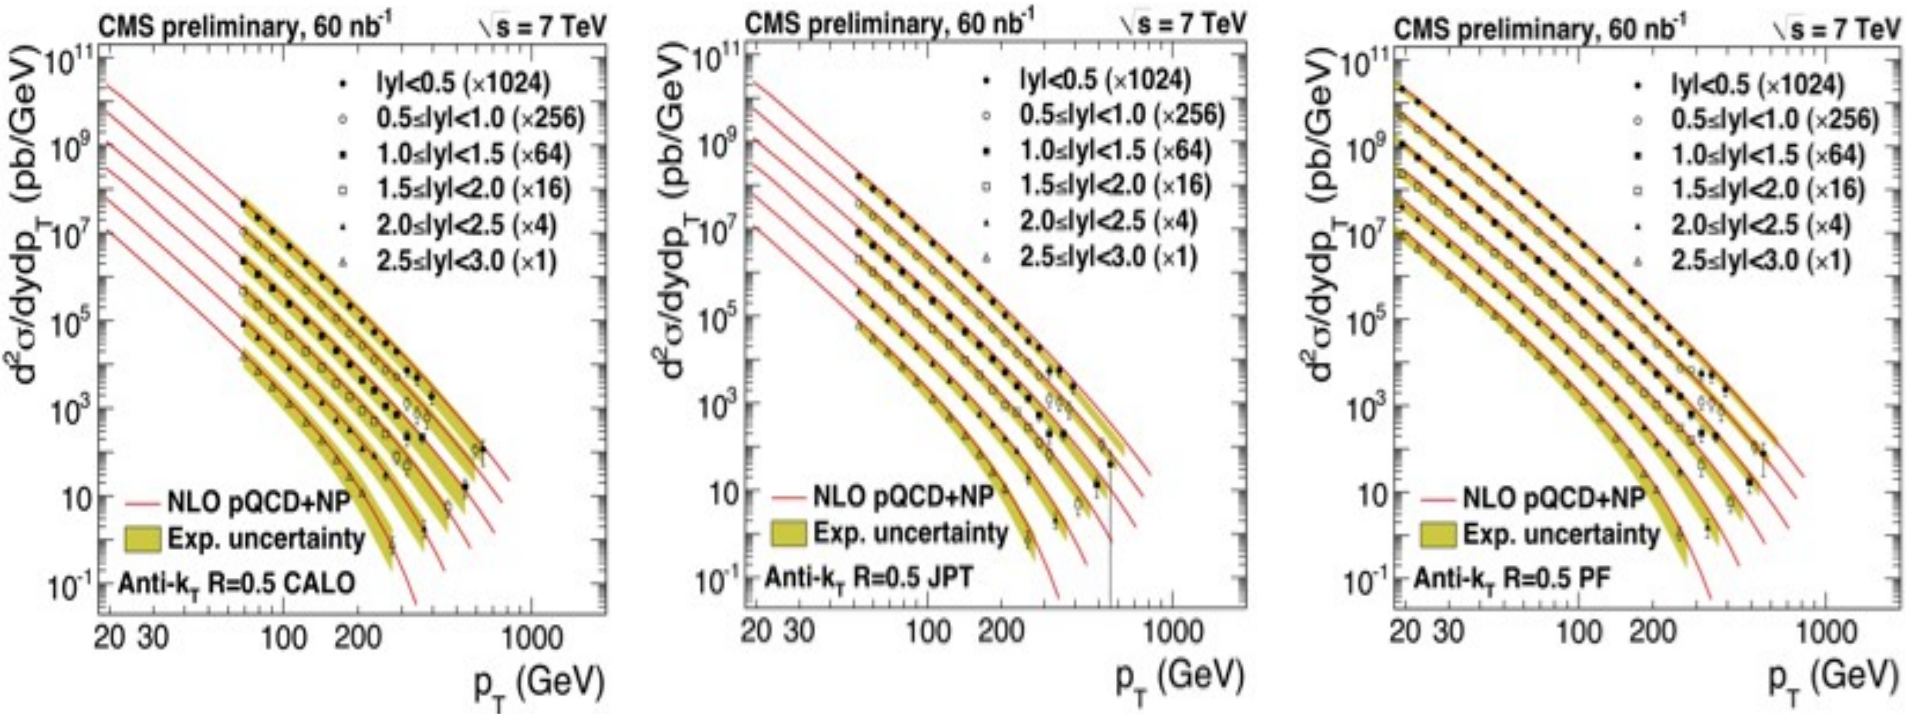 CMS preliminary, 60 nb⁻¹ √s = 7 TeV
d²σ/dydp_T (pb/GeV)
10¹¹
10⁹
10⁷
10⁵
10³
10
10⁻¹
|y|<0.5 (×1024)
0.5≤|y|<1.0 (×256)
1.0≤|y|<1.5 (×64)
1.5≤|y|<2.0 (×16)
2.0≤|y|<2.5 (×4)
2.5≤|y|<3.0 (×1)
NLO pQCD+NP
Exp. uncertainty
Anti-k_T R=0.5 CALO
20 30 100 200 1000
p_T (GeV)
CMS preliminary, 60 nb⁻¹ √s = 7 TeV
d²σ/dydp_T (pb/GeV)
10¹¹
10⁹
10⁷
10⁵
10³
10
10⁻¹
|y|<0.5 (×1024)
0.5≤|y|<1.0 (×256)
1.0≤|y|<1.5 (×64)
1.5≤|y|<2.0 (×16)
2.0≤|y|<2.5 (×4)
2.5≤|y|<3.0 (×1)
NLO pQCD+NP
Exp. uncertainty
Anti-k_T R=0.5 JPT
20 30 100 200 1000
p_T (GeV)
CMS preliminary, 60 nb⁻¹ √s = 7 TeV
d²σ/dydp_T (pb/GeV)
10¹¹
10⁹
10⁷
10⁵
10³
10
10⁻¹
|y|<0.5 (×1024)
0.5≤|y|<1.0 (×256)
1.0≤|y|<1.5 (×64)
1.5≤|y|<2.0 (×16)
2.0≤|y|<2.5 (×4)
2.5≤|y|<3.0 (×1)
NLO pQCD+NP
Exp. uncertainty
Anti-k_T R=0.5 PF
20 30 100 200 1000
p_T (GeV)